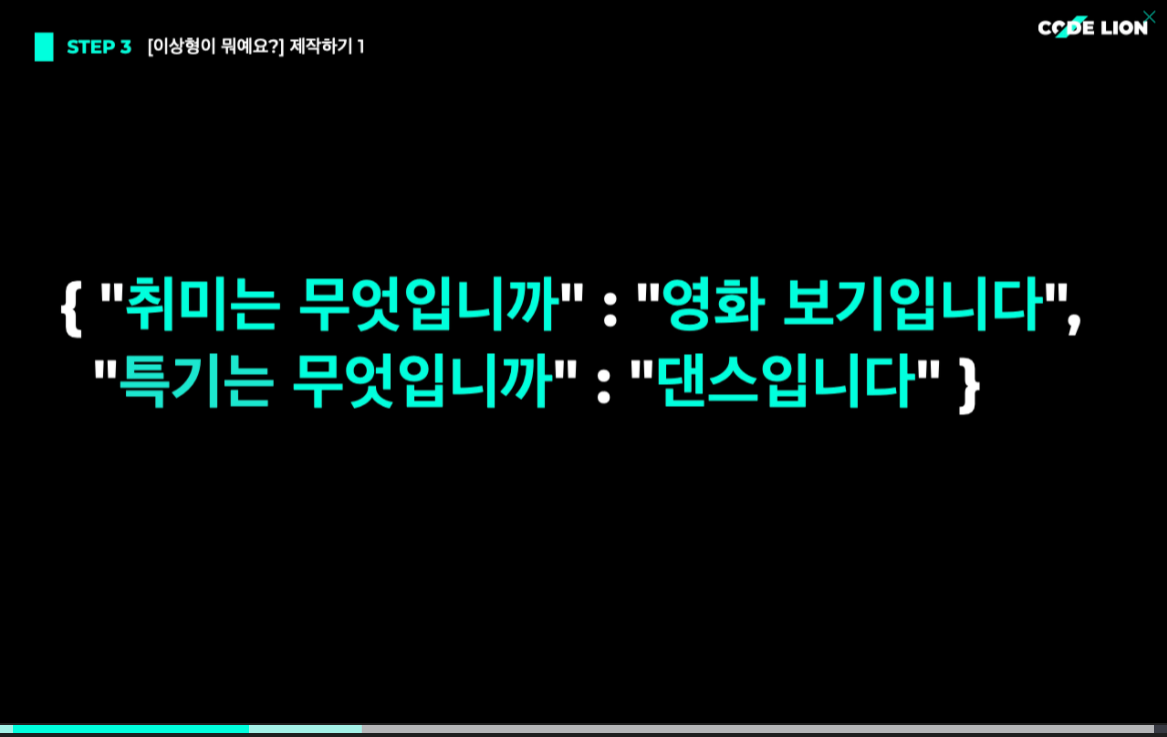 STEP 3 [이상형이 뭐예요?] 제작하기 1
CODE LION
{ "취미는 무엇입니까" : "영화 보기입니다",
"특기는 무엇입니까" : "댄스입니다" }